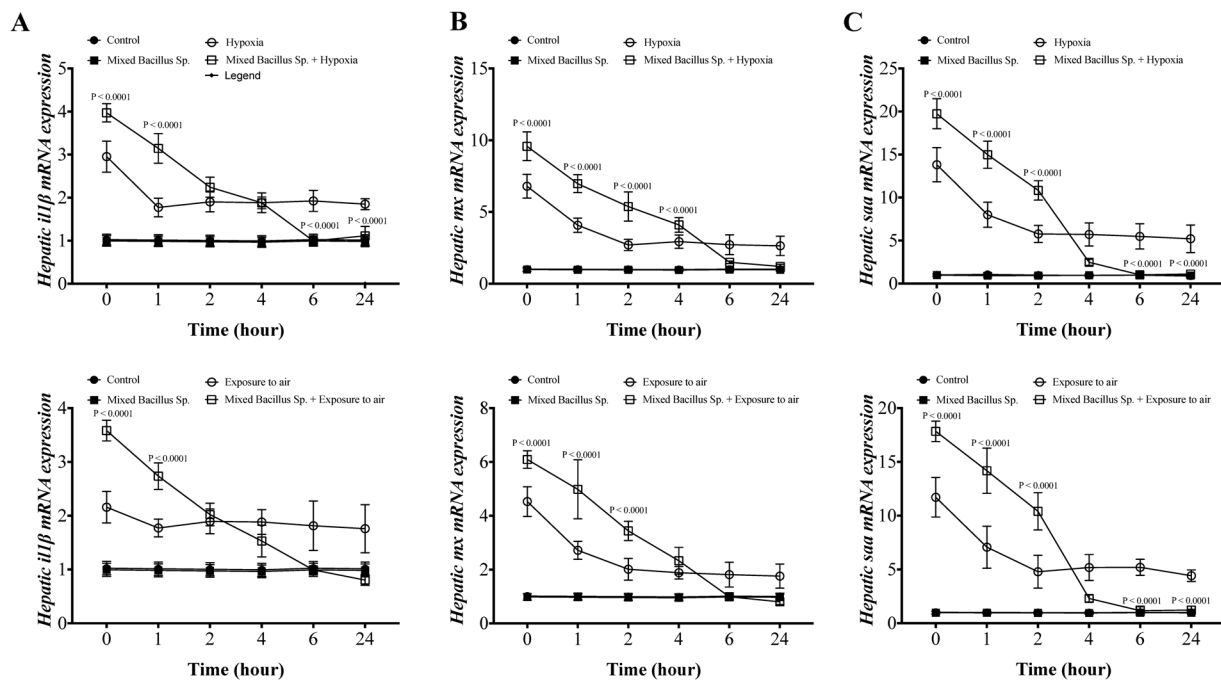 A
Control
Hypoxia
Mixed Bacillus Sp.
Mixed Bacillus Sp. + Hypoxia
Legend
Hepatic il1β mRNA expression
5
4
3
2
1
0
P < 0.0001
P < 0.0001
P < 0.0001
P < 0.0001
0 1 2 4 6 24
Time (hour)
B
Control
Hypoxia
Mixed Bacillus Sp.
Mixed Bacillus Sp. + Hypoxia
Hepatic mx mRNA expression
15
10
5
0
P < 0.0001
P < 0.0001
P < 0.0001
P < 0.0001
0 1 2 4 6 24
Time (hour)
C
Control
Hypoxia
Mixed Bacillus Sp.
Mixed Bacillus Sp. + Hypoxia
Hepatic saa mRNA expression
25
20
15
10
5
0
P < 0.0001
P < 0.0001
P < 0.0001
P < 0.0001
P < 0.0001
0 1 2 4 6 24
Time (hour)
Control
Exposure to air
Mixed Bacillus Sp.
Mixed Bacillus Sp. + Exposure to air
Hepatic il1β mRNA expression
4
3
2
1
0
P < 0.0001
P < 0.0001
0 1 2 4 6 24
Time (hour)
Control
Exposure to air
Mixed Bacillus Sp.
Mixed Bacillus Sp. + Exposure to air
Hepatic mx mRNA expression
8
6
4
2
0
P < 0.0001
P < 0.0001
P < 0.0001
0 1 2 4 6 24
Time (hour)
Control
Exposure to air
Mixed Bacillus Sp.
Mixed Bacillus Sp. + Exposure to air
Hepatic saa mRNA expression
20
15
10
5
0
P < 0.0001
P < 0.0001
P < 0.0001
P < 0.0001
P < 0.0001
0 1 2 4 6 24
Time (hour)